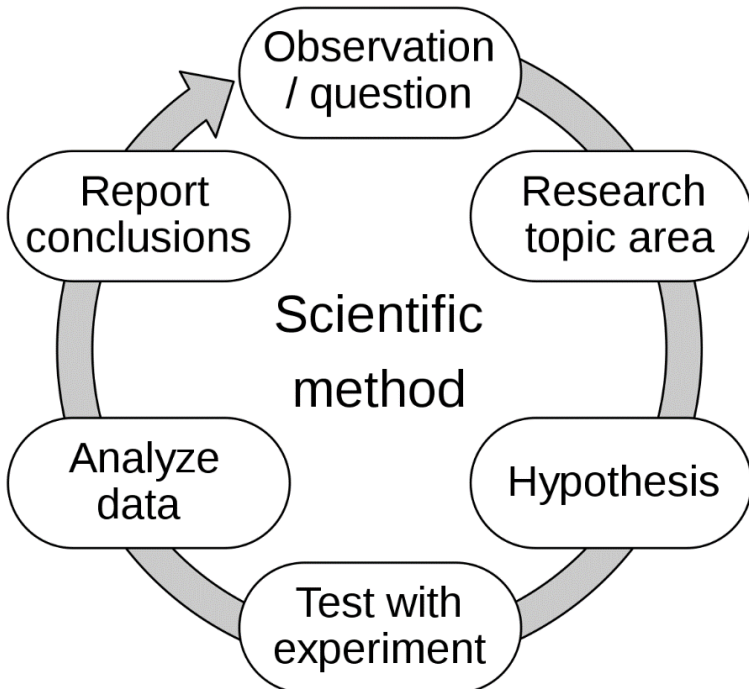 Observation
/ question
Research
topic area
Hypothesis
Test with
experiment
Analyze
data
Report
conclusions
Scientific
method